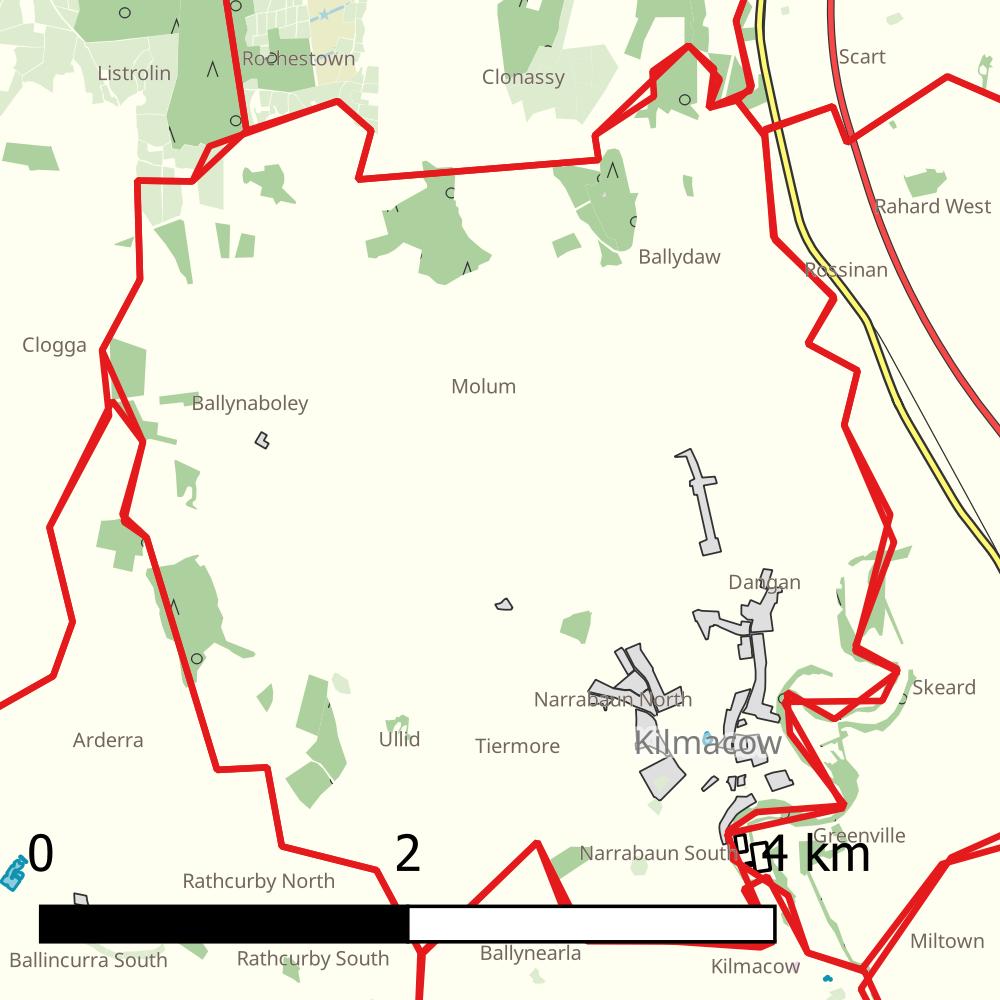 Scart
Rochestown
Listrolin
Clonassy
Rahard West
Ballydaw
Rossinan
Clogga
Molum
Ballynaboley
Dangan
Skeard
Narrabaun North
Arderra
Ullid
Tiermore
Kilmacow
Greenville
0
2
4 km
Narrabaun South
Rathcurby North
Miltown
Ballynearla
Ballincurra South
Rathcurby South
Kilmacow